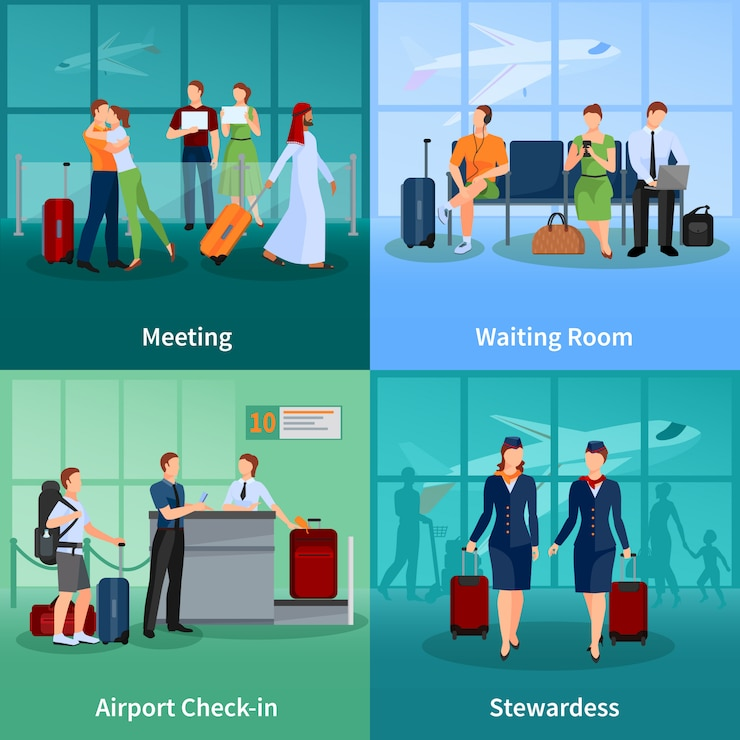 Meeting
Waiting Room
10
Airport Check-in
Stewardess